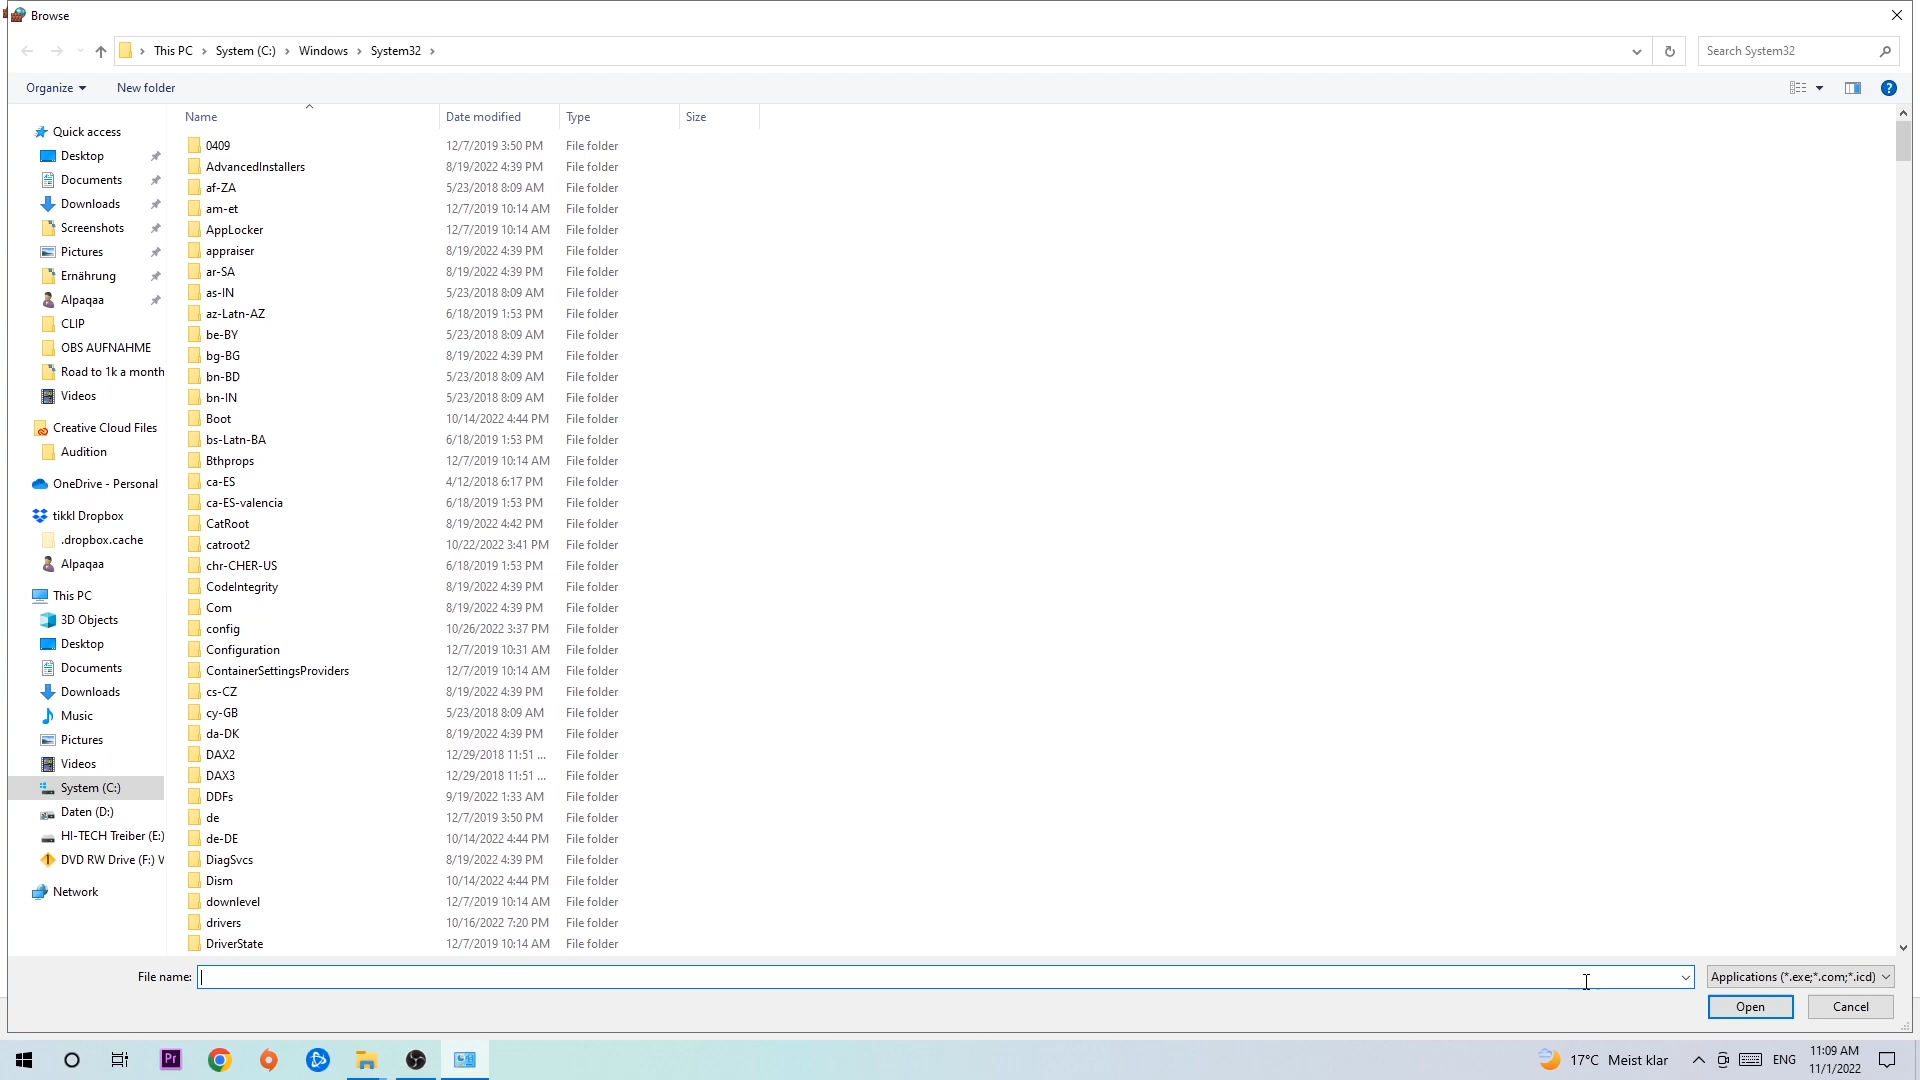 Browse
This PC
System (C:)
Windows
System32
Search System32
Organize
New folder
Name
Date modified
Type
Size
Quick access
Desktop
Documents
Downloads
Screenshots
Pictures
Ernährung
Alpaqaa
CLIP
OBS AUFNAHME
Road to 1k a month
Videos
Creative Cloud Files
Audition
OneDrive - Personal
tikkl Dropbox
.dropbox.cache
Alpaqaa
This PC
3D Objects
Desktop
Documents
Downloads
Music
Pictures
Videos
System (C:)
Daten (D:)
HI-TECH Treiber (E:)
DVD RW Drive (F:) V
Network
0409 12/7/2019 3:50 PM File folder
AdvancedInstallers 8/19/2022 4:39 PM File folder
af-ZA 5/23/2018 8:09 AM File folder
am-et 12/7/2019 10:14 AM File folder
AppLocker 12/7/2019 10:14 AM File folder
appraiser 8/19/2022 4:39 PM File folder
ar-SA 8/19/2022 4:39 PM File folder
as-IN 5/23/2018 8:09 AM File folder
az-Latn-AZ 6/18/2019 1:53 PM File folder
be-BY 5/23/2018 8:09 AM File folder
bg-BG 8/19/2022 4:39 PM File folder
bn-BD 5/23/2018 8:09 AM File folder
bn-IN 5/23/2018 8:09 AM File folder
Boot 10/14/2022 4:44 PM File folder
bs-Latn-BA 6/18/2019 1:53 PM File folder
Bthprops 12/7/2019 10:14 AM File folder
ca-ES 4/12/2018 6:17 PM File folder
ca-ES-valencia 6/18/2019 1:53 PM File folder
CatRoot 8/19/2022 4:42 PM File folder
catroot2 10/22/2022 3:41 PM File folder
chr-CHER-US 6/18/2019 1:53 PM File folder
CodeIntegrity 8/19/2022 4:39 PM File folder
Com 8/19/2022 4:39 PM File folder
config 10/26/2022 3:37 PM File folder
Configuration 12/7/2019 10:31 AM File folder
ContainerSettingsProviders 12/7/2019 10:14 AM File folder
cs-CZ 8/19/2022 4:39 PM File folder
cy-GB 5/23/2018 8:09 AM File folder
da-DK 8/19/2022 4:39 PM File folder
DAX2 12/29/2018 11:51 ... File folder
DAX3 12/29/2018 11:51 ... File folder
DDFs 9/19/2022 1:33 AM File folder
de 12/7/2019 3:50 PM File folder
de-DE 10/14/2022 4:44 PM File folder
DiagSvcs 8/19/2022 4:39 PM File folder
Dism 10/14/2022 4:44 PM File folder
downlevel 12/7/2019 10:14 AM File folder
drivers 10/16/2022 7:20 PM File folder
DriverState 12/7/2019 10:14 AM File folder
File name:
Applications (*.exe;*.com;*.icd)
Open
Cancel
Pr
17°C Meist klar
ENG
11:09 AM
11/1/2022